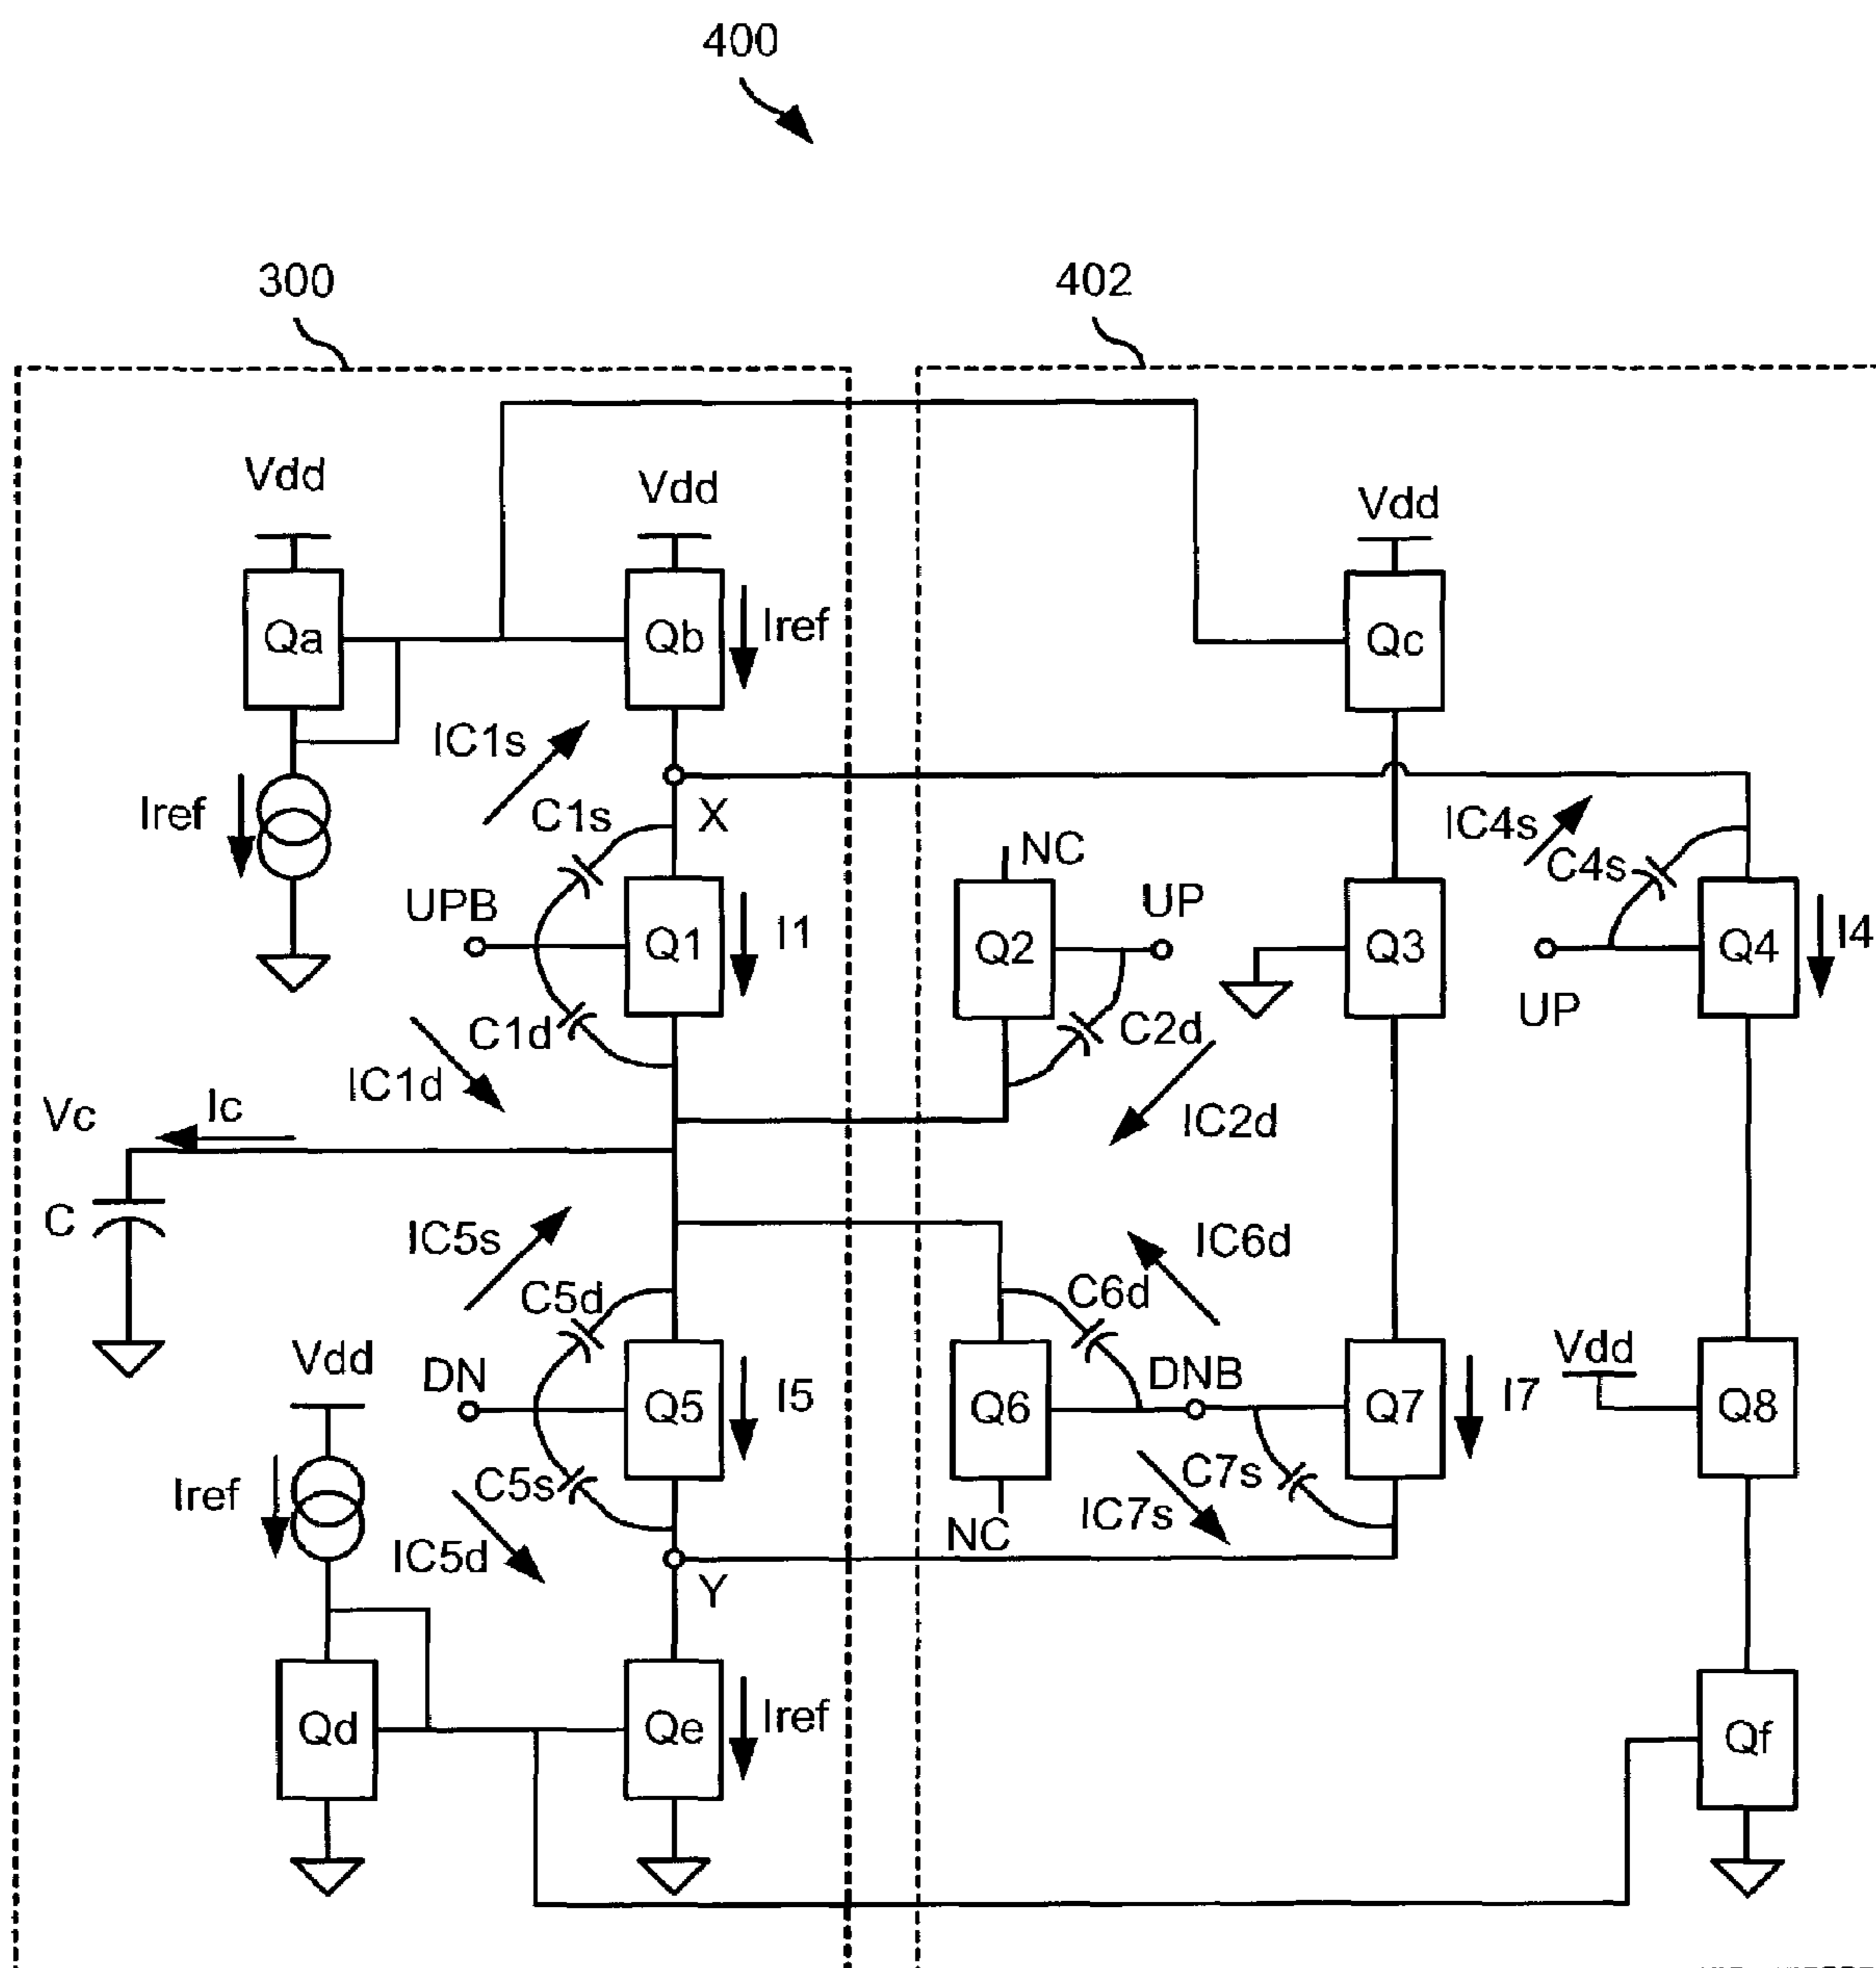 400
300
402
Vdd
Vdd
Vdd
Qa
Qb
Iref
Qc
IC1s
Iref
C1s
X
IC4s
NC
C4s
UPB
UP
Q1
I1
Q2
Q3
Q4
I4
UP
C1d
C2d
IC1d
Vc
Ic
IC2d
C
IC5s
IC6d
C5d
C6d
Vdd
Vdd
DN
DNB
Q5
I5
Q6
Q7
I7
Q8
Iref
C5s
C7s
IC7s
NC
IC5d
Y
Qd
Qe
Iref
Qf